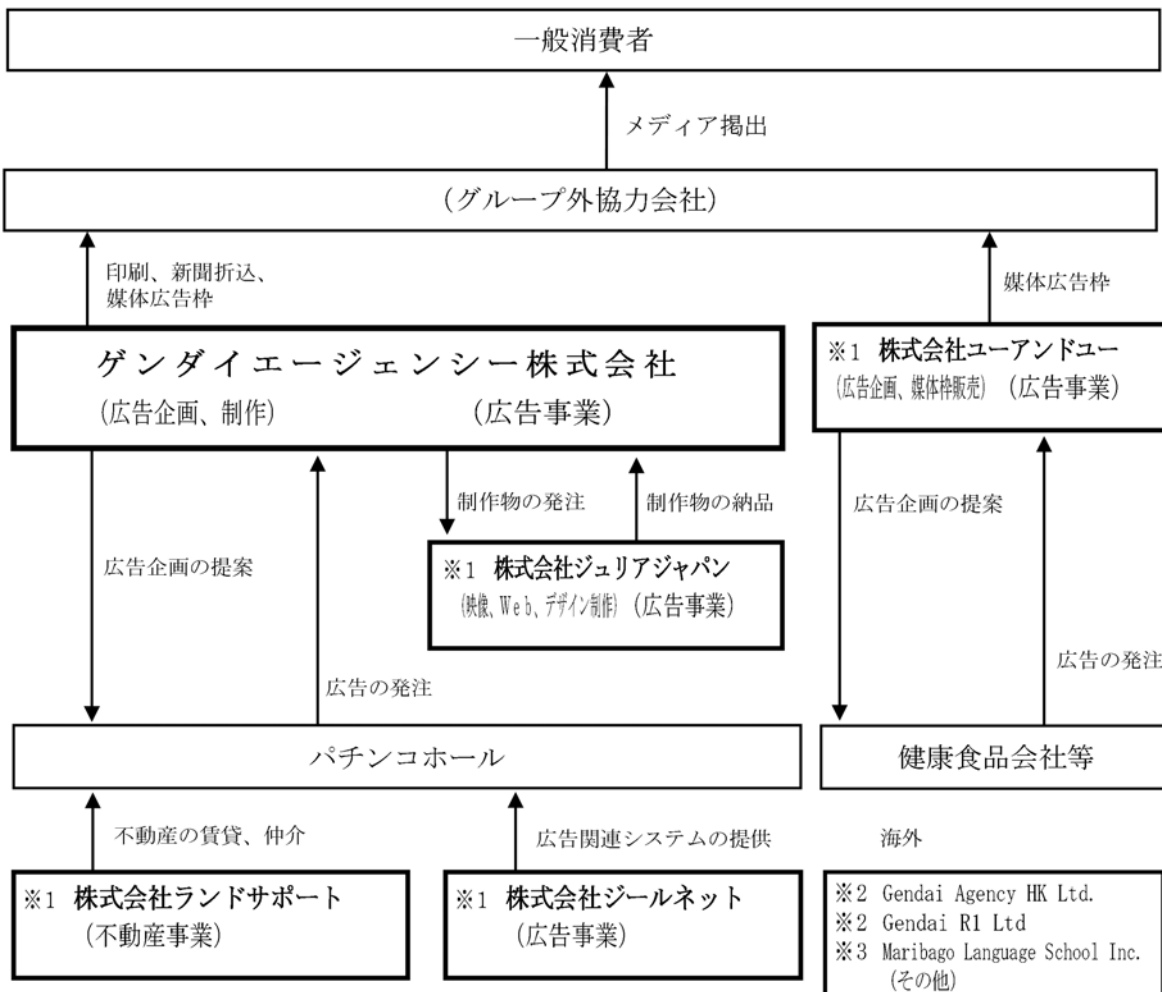 一般消費者
メディア掲出
(グループ外協力会社)
印刷、新聞折込、
媒体広告枠
媒体広告枠
ゲンダイエージェンシー株式会社
(広告企画、制作) (広告事業)
※1 株式会社ユーアンドユー
(広告企画、媒体枠販売) (広告事業)
制作物の発注
制作物の納品
広告企画の提案
広告企画の提案
※1 株式会社ジュリアジャパン
(映像、Web、デザイン制作) (広告事業)
広告の発注
広告の発注
パチンコホール
健康食品会社等
不動産の賃貸、仲介
広告関連システムの提供
海外
※1 株式会社ランドサポート
(不動産事業)
※1 株式会社ジールネット
(広告事業)
※2 Gendai Agency HK Ltd.
※2 Gendai R1 Ltd
※3 Maribago Language School Inc.
(その他)